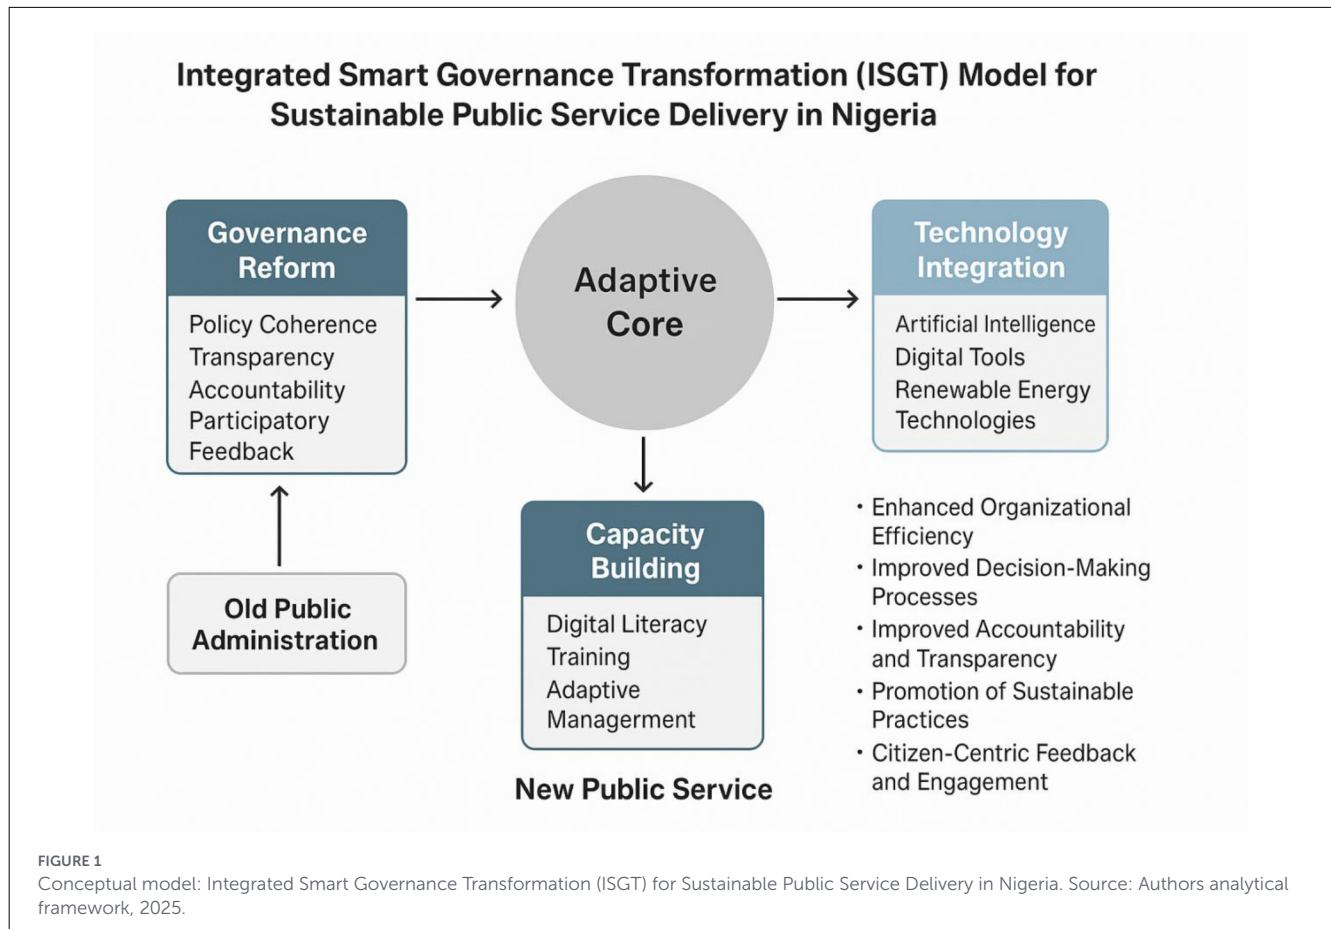 Integrated Smart Governance Transformation (ISGT) Model for
Sustainable Public Service Delivery in Nigeria
Governance
Reform
Policy Coherence
Transparency
Accountability
Participatory
Feedback
Old Public
Administration
Adaptive
Core
Capacity
Building
Digital Literacy
Training
Adaptive
Managerment
New Public Service
Technology
Integration
Artificial Intelligence
Digital Tools
Renewable Energy
Technologies
• Enhanced Organizational
Efficiency
• Improved Decision-Making
Processes
• Improved Accountability
and Transparency
• Promotion of Sustainable
Practices
• Citizen-Centric Feedback
and Engagement
FIGURE 1
Conceptual model: Integrated Smart Governance Transformation (ISGT) for Sustainable Public Service Delivery in Nigeria. Source: Authors analytical
framework, 2025.